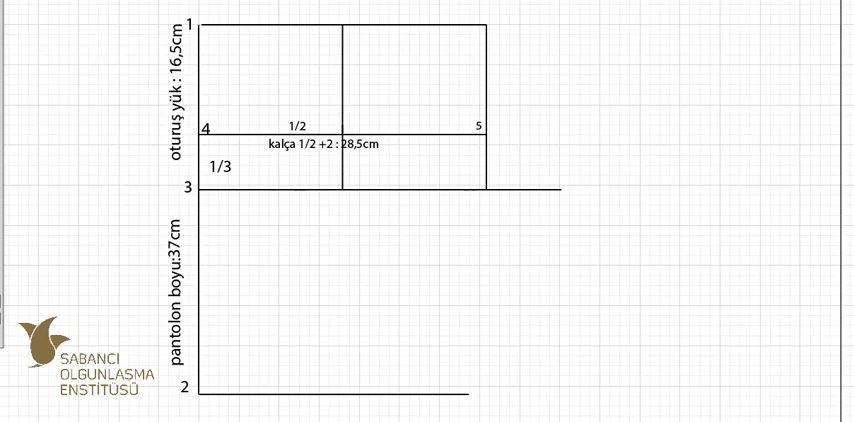 1
oturuş yük : 16,5cm
4
1/2
5
kalça 1/2 +2 : 28,5cm
1/3
3
pantolon boyu:37cm
2
SABANCI
OLGUNLAŞMA
ENSTİTÜSÜ